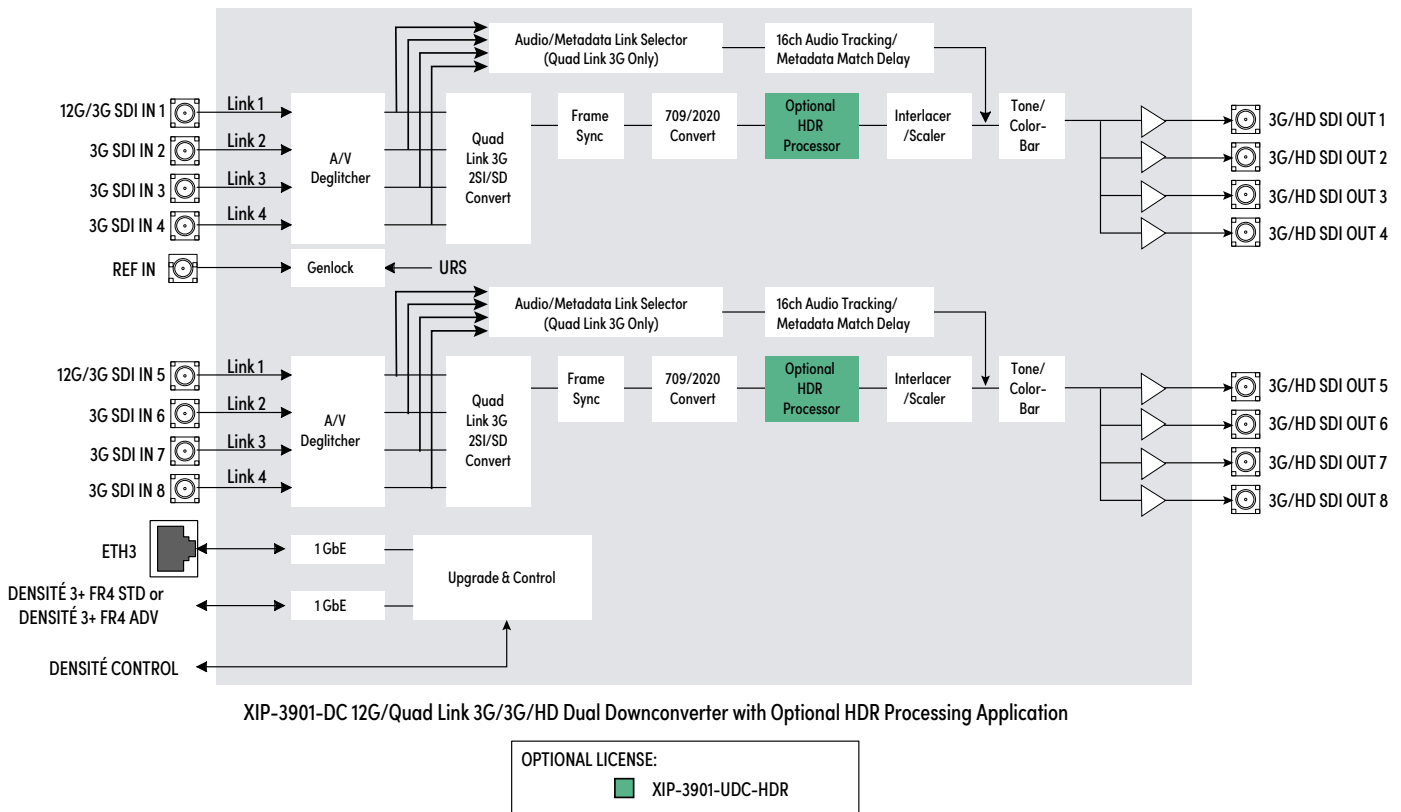 Audio/Metadata Link Selector
(Quad Link 3G Only)
16ch Audio Tracking/
Metadata Match Delay
12G/3G SDI IN 1
Link 1
3G SDI IN 2
Link 2
3G SDI IN 3
Link 3
3G SDI IN 4
Link 4
A/V
Deglitcher
Quad
Link 3G
2SI/SD
Convert
Frame
Sync
709/2020
Convert
Optional
HDR
Processor
Interlacer
/Scaler
Tone/
Color-
Bar
3G/HD SDI OUT 1
3G/HD SDI OUT 2
3G/HD SDI OUT 3
3G/HD SDI OUT 4
REF IN
Genlock
URS
Audio/Metadata Link Selector
(Quad Link 3G Only)
16ch Audio Tracking/
Metadata Match Delay
12G/3G SDI IN 5
Link 1
3G SDI IN 6
Link 2
3G SDI IN 7
Link 3
3G SDI IN 8
Link 4
A/V
Deglitcher
Quad
Link 3G
2SI/SD
Convert
Frame
Sync
709/2020
Convert
Optional
HDR
Processor
Interlacer
/Scaler
Tone/
Color-
Bar
3G/HD SDI OUT 5
3G/HD SDI OUT 6
3G/HD SDI OUT 7
3G/HD SDI OUT 8
ETH3
1 GbE
Upgrade & Control
DENSITÉ 3+ FR4 STD or
DENSITÉ 3+ FR4 ADV
1 GbE
DENSITÉ CONTROL
XIP-3901-DC 12G/Quad Link 3G/3G/HD Dual Downconverter with Optional HDR Processing Application
OPTIONAL LICENSE:
XIP-3901-UDC-HDR